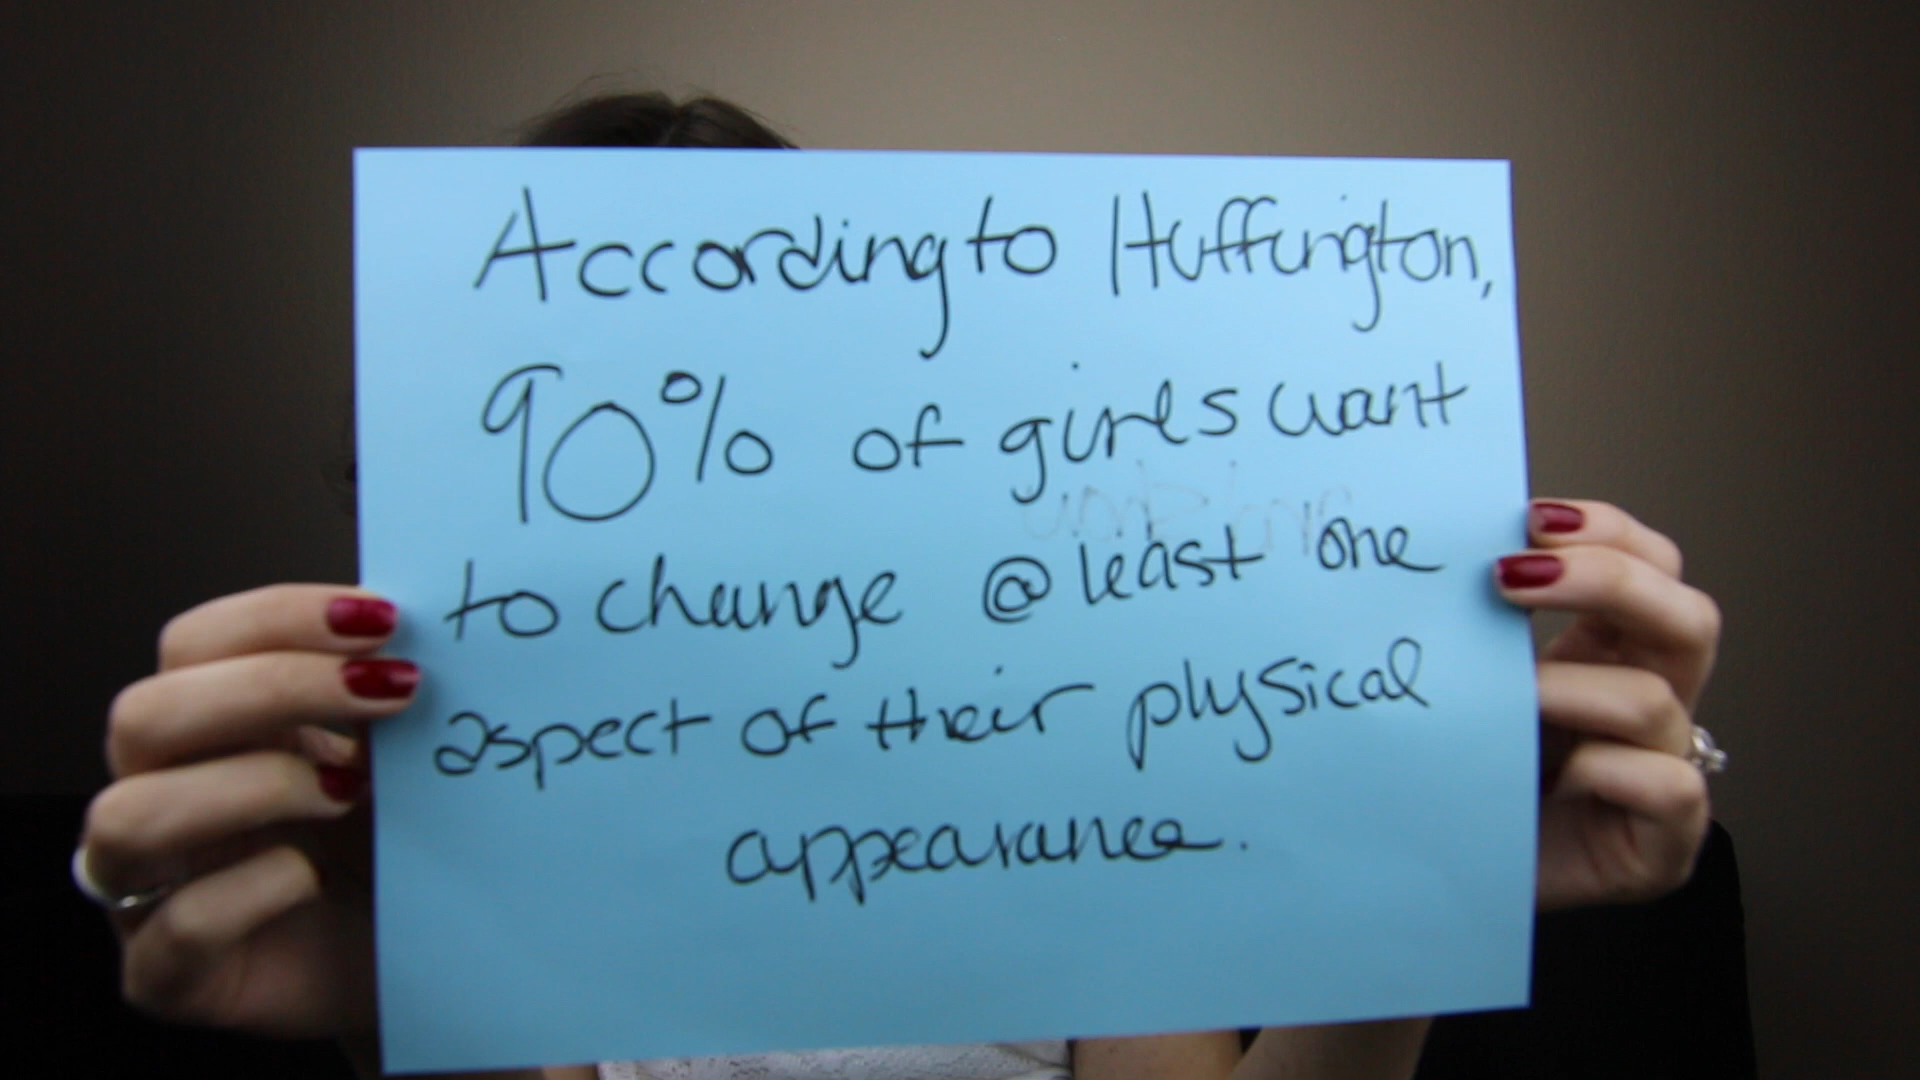 According to Huffington,
90% of girls want
to change @ least one
aspect of their physical
appearance.